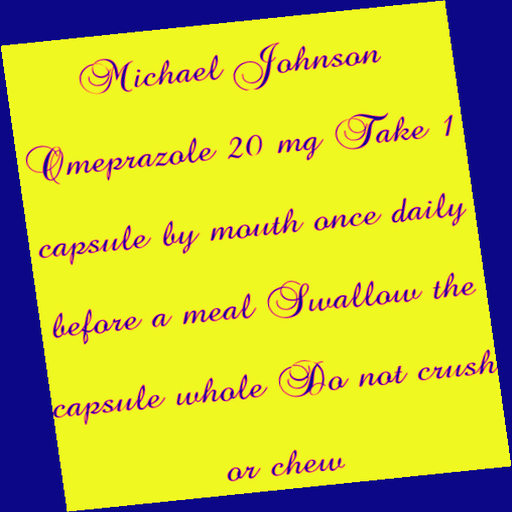 Michael Johnson
Omeprazole 20 mg Take 1
capsule by mouth once daily
before a meal Swallow the
capsule whole Do not crush
or chew